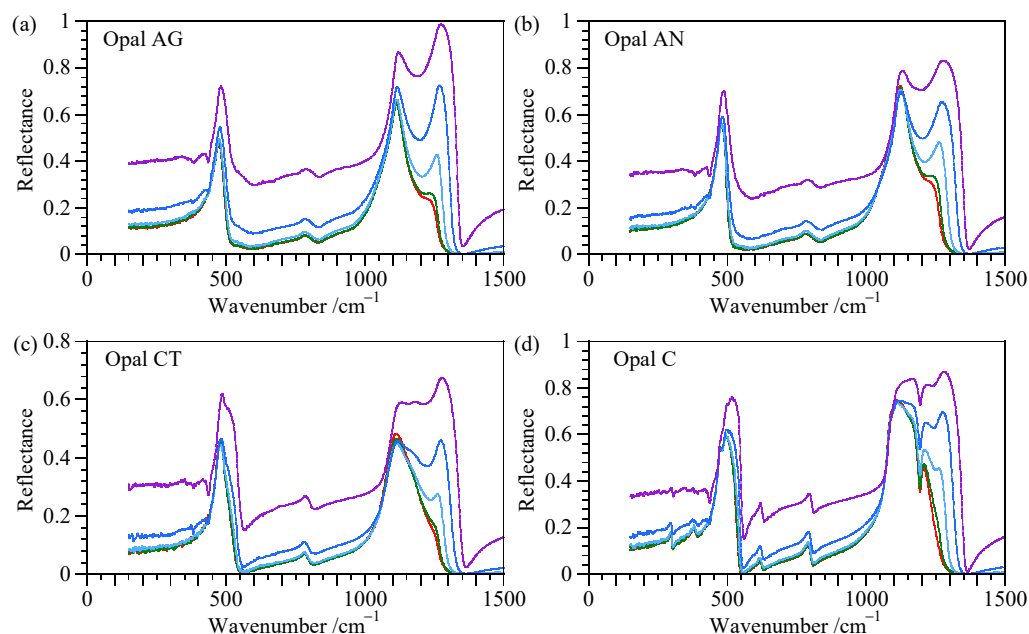 (a)
Opal AG
Reflectance
1
0.8
0.6
0.4
0.2
0
0 500 1000 1500
Wavenumber /cm⁻¹
(b)
Opal AN
Reflectance
1
0.8
0.6
0.4
0.2
0
0 500 1000 1500
Wavenumber /cm⁻¹
(c)
Opal CT
Reflectance
0.8
0.6
0.4
0.2
0
0 500 1000 1500
Wavenumber /cm⁻¹
(d)
Opal C
Reflectance
1
0.8
0.6
0.4
0.2
0
0 500 1000 1500
Wavenumber /cm⁻¹